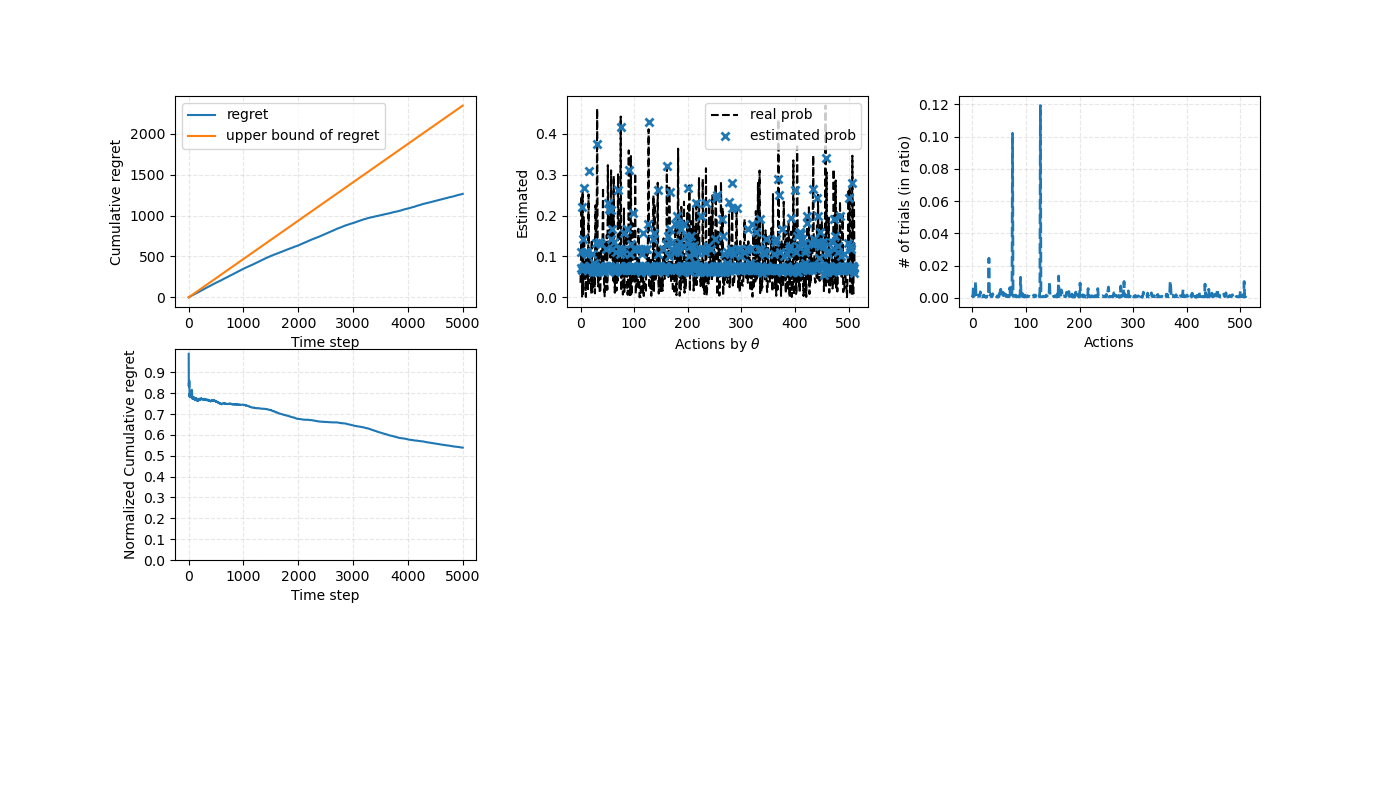 Cumulative regret
2000
1500
1000
500
0
regret
upper bound of regret
0 1000 2000 3000 4000 5000
Time step
Estimated
0.4
0.3
0.2
0.1
0.0
real prob
estimated prob
0 100 200 300 400 500
Actions by θ
# of trials (in ratio)
0.12
0.10
0.08
0.06
0.04
0.02
0.00
0 100 200 300 400 500
Actions
Normalized Cumulative regret
0.9
0.8
0.7
0.6
0.5
0.4
0.3
0.2
0.1
0.0
0 1000 2000 3000 4000 5000
Time step